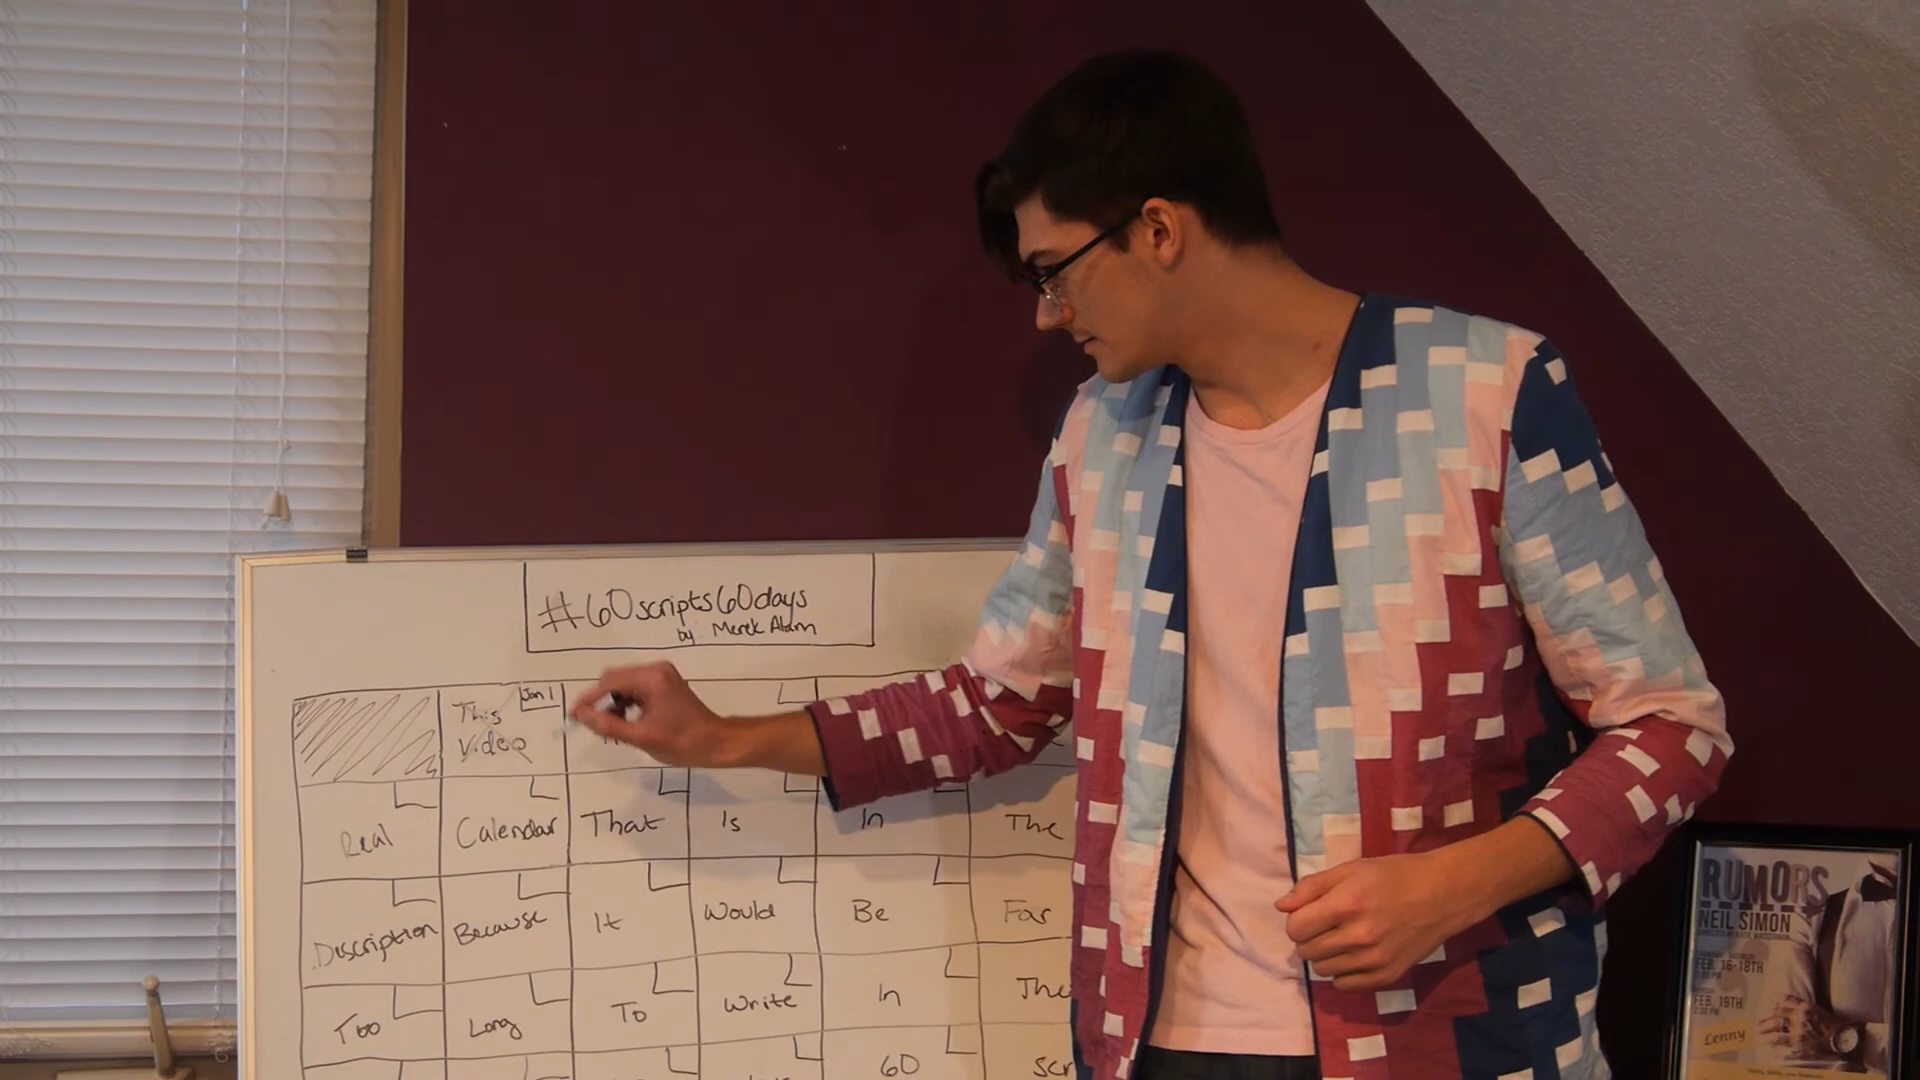 #60scripts60days
by Merek Alam
Jan 1
This
Video
Real
Calendar
That
Is
In
The
Description
Because
It
Would
Be
Far
Too
Long
To
Write
In
The
60
scr
RUMORS
NEIL SIMON
FEB. 16-18TH
FEB. 19TH
Lenny